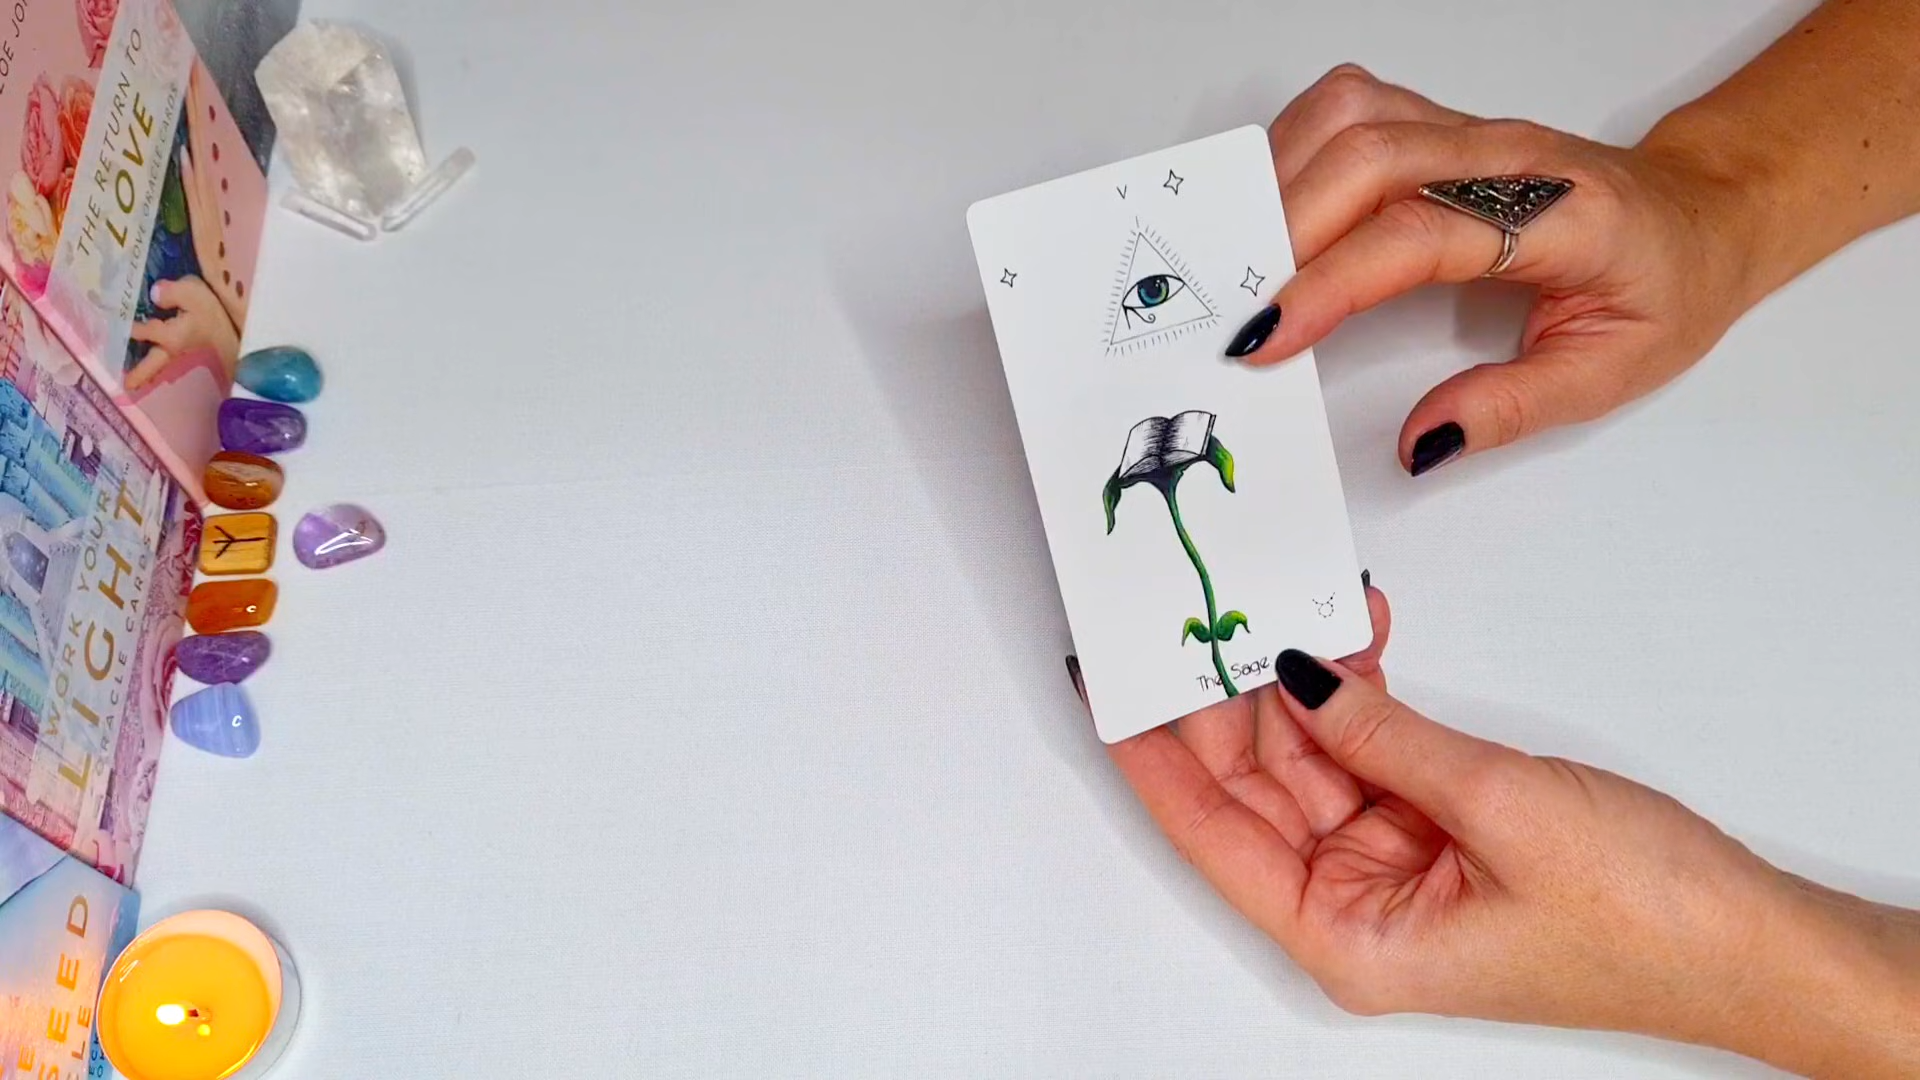 THE RETURN TO
LOVE
SELF-LOVE ORACLE CARDS
WORK YOUR
LIGHT
ORACLE CARDS
V
The Sage